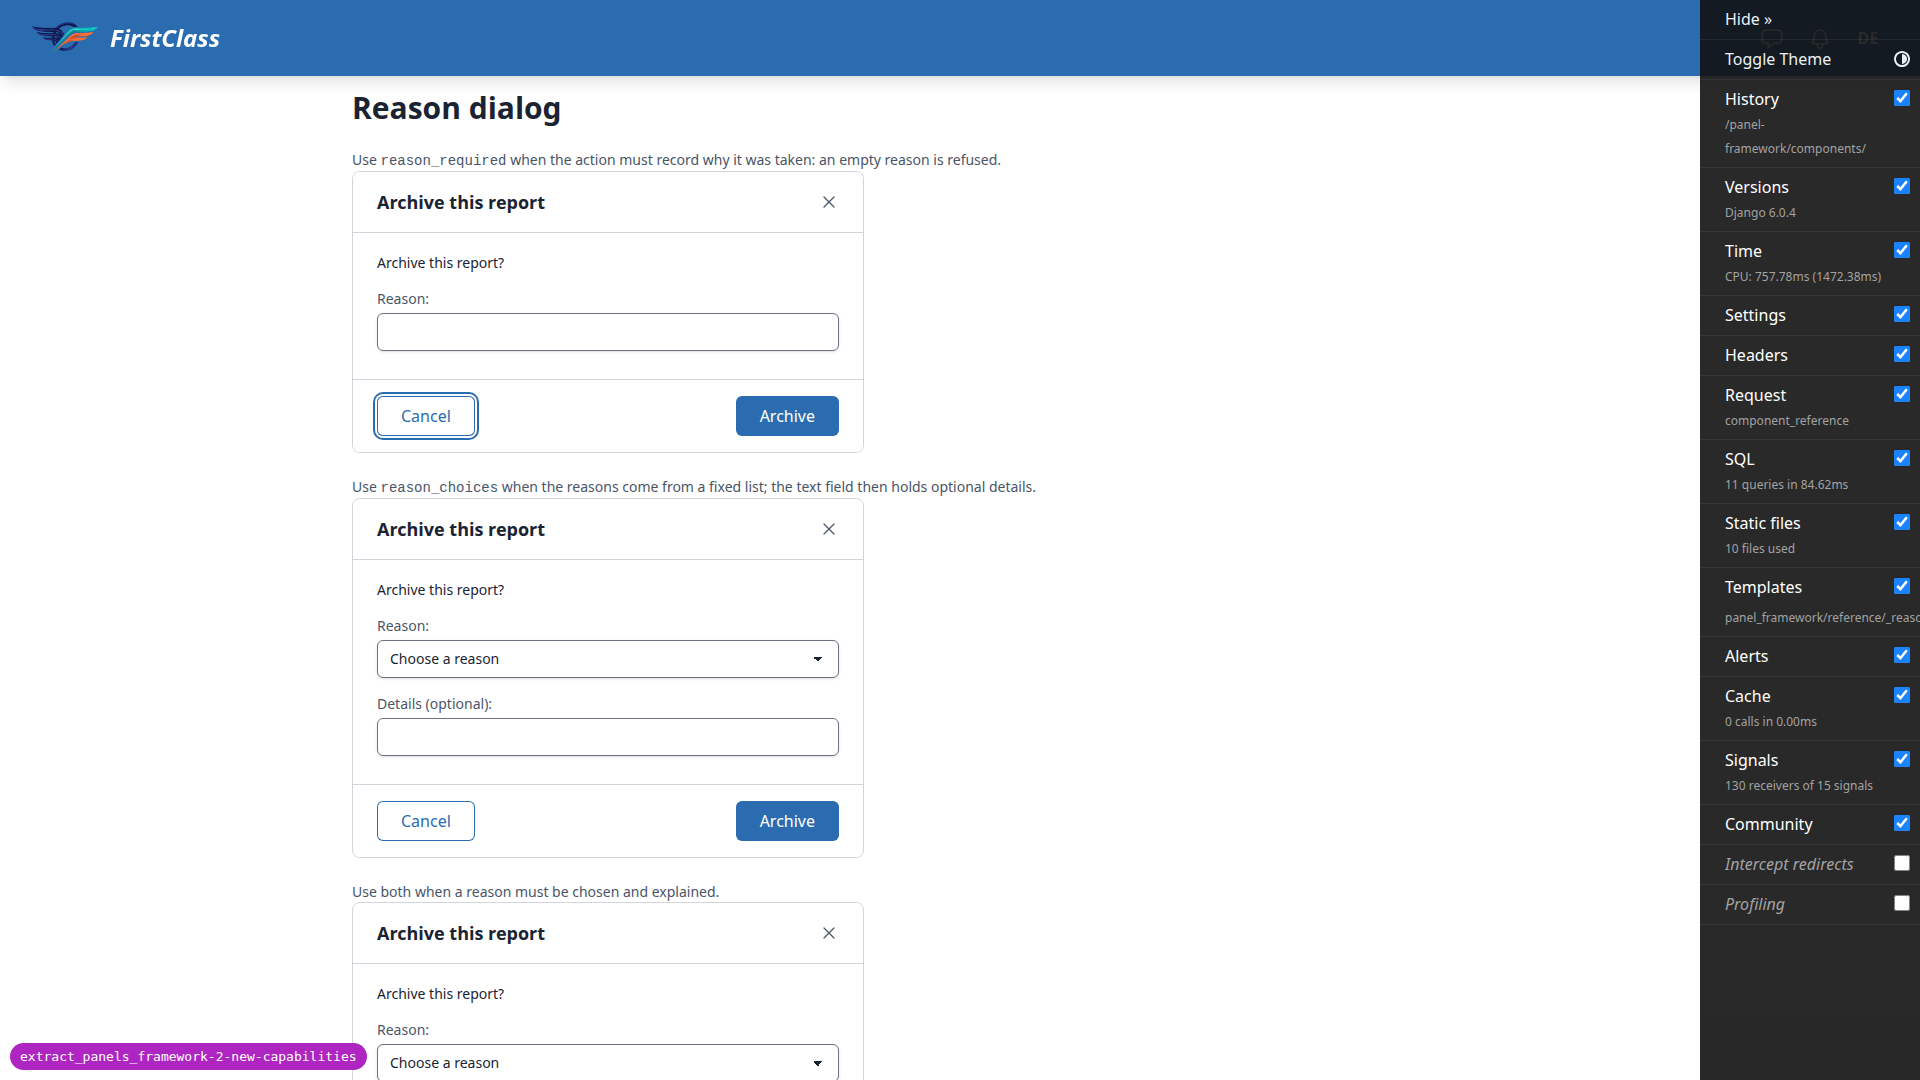 FirstClass
DE
Reason dialog
Use reason_required when the action must record why it was taken: an empty reason is refused.
Archive this report
Archive this report?
Reason:
Cancel
Archive
Use reason_choices when the reasons come from a fixed list; the text field then holds optional details.
Archive this report
Archive this report?
Reason:
Choose a reason
Details (optional):
Cancel
Archive
Use both when a reason must be chosen and explained.
Archive this report
Archive this report?
Reason:
Choose a reason
extract_panels_framework-2-new-capabilities
Hide »
Toggle Theme
History
/panel-
framework/components/
Versions
Django 6.0.4
Time
CPU: 757.78ms (1472.38ms)
Settings
Headers
Request
component_reference
SQL
11 queries in 84.62ms
Static files
10 files used
Templates
panel_framework/reference/_reaso
Alerts
Cache
0 calls in 0.00ms
Signals
130 receivers of 15 signals
Community
Intercept redirects
Profiling